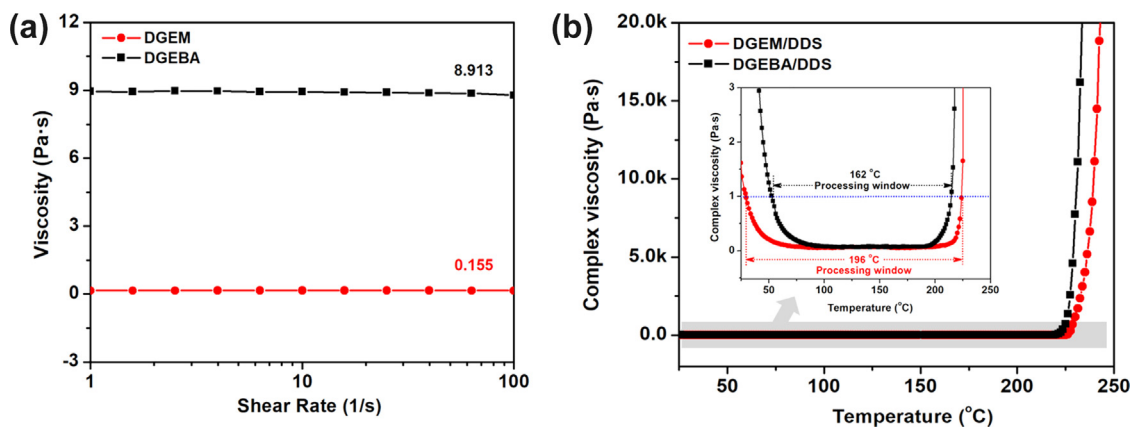 (a)
12
9
6
3
0
-3
Viscosity (Pa·s)
DGEM
DGEBA
8.913
0.155
1
10
100
Shear Rate (1/s)
(b)
20.0k
15.0k
10.0k
5.0k
0.0
Complex viscosity (Pa·s)
DGEM/DDS
DGEBA/DDS
3
2
1
0
Complex viscosity (Pa·s)
162 °C
Processing window
196 °C
Processing window
50
100
150
200
250
Temperature (°C)
50
100
150
200
250
Temperature (°C)